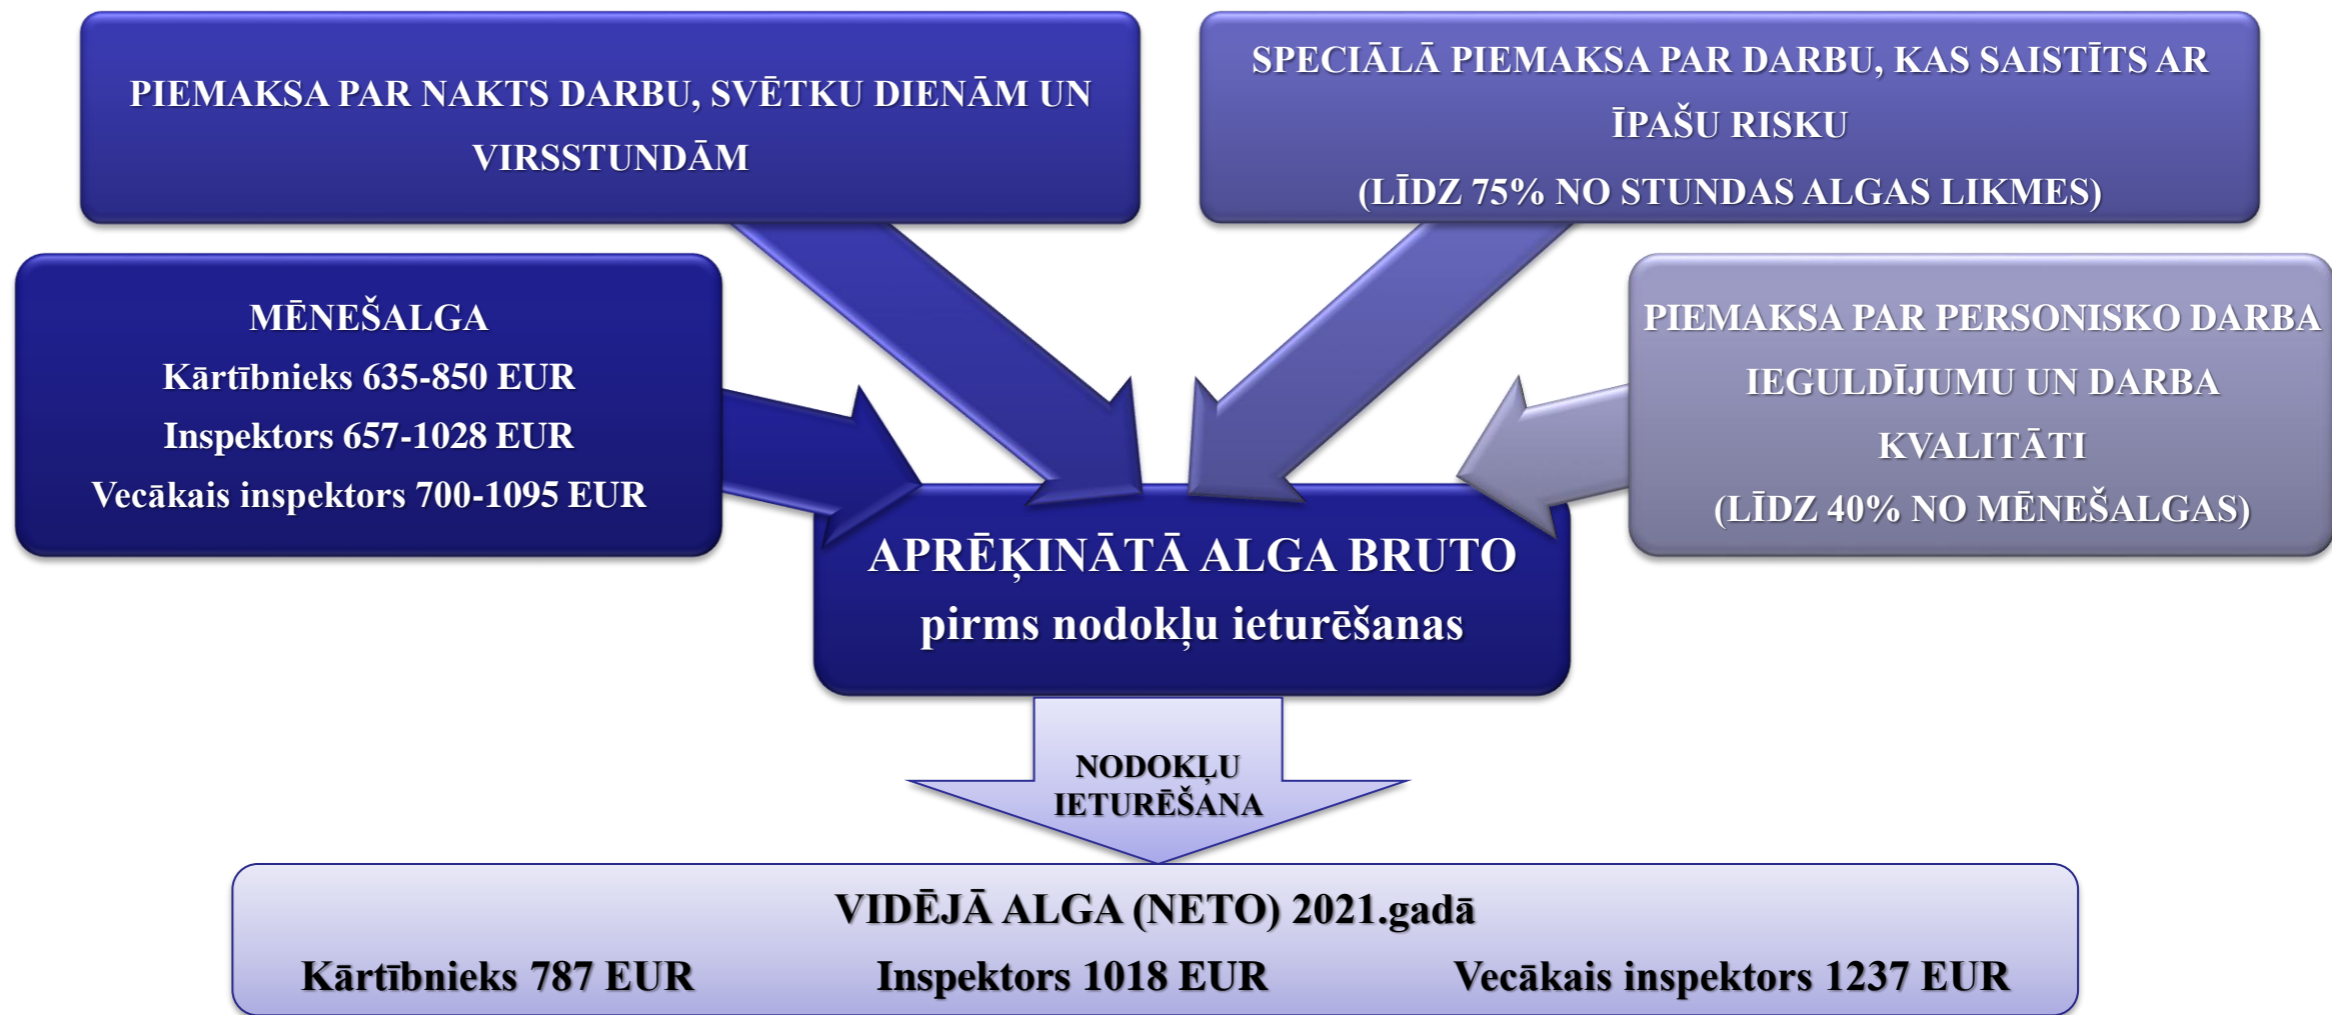 PIEMAKSA PAR NAKTS DARBU, SVĒTKU DIENĀM UN
VIRSSTUNDĀM
SPECIĀLĀ PIEMAKSA PAR DARBU, KAS SAISTĪTS AR
ĪPAŠU RISKU
(LĪDZ 75% NO STUNDAS ALGAS LIKMES)
MĒNEŠALGA
Kārtībnieks 635-850 EUR
Inspektors 657-1028 EUR
Vecākais inspektors 700-1095 EUR
PIEMAKSA PAR PERSONISKO DARBA
IEGULDĪJUMU UN DARBA
KVALITĀTI
(LĪDZ 40% NO MĒNEŠALGAS)
APRĒĶINĀTĀ ALGA BRUTO
pirms nodokļu ieturēšanas
NODOKĻU
IETURĒŠANA
VIDĒJĀ ALGA (NETO) 2021.gadā
Kārtībnieks 787 EUR Inspektors 1018 EUR Vecākais inspektors 1237 EUR